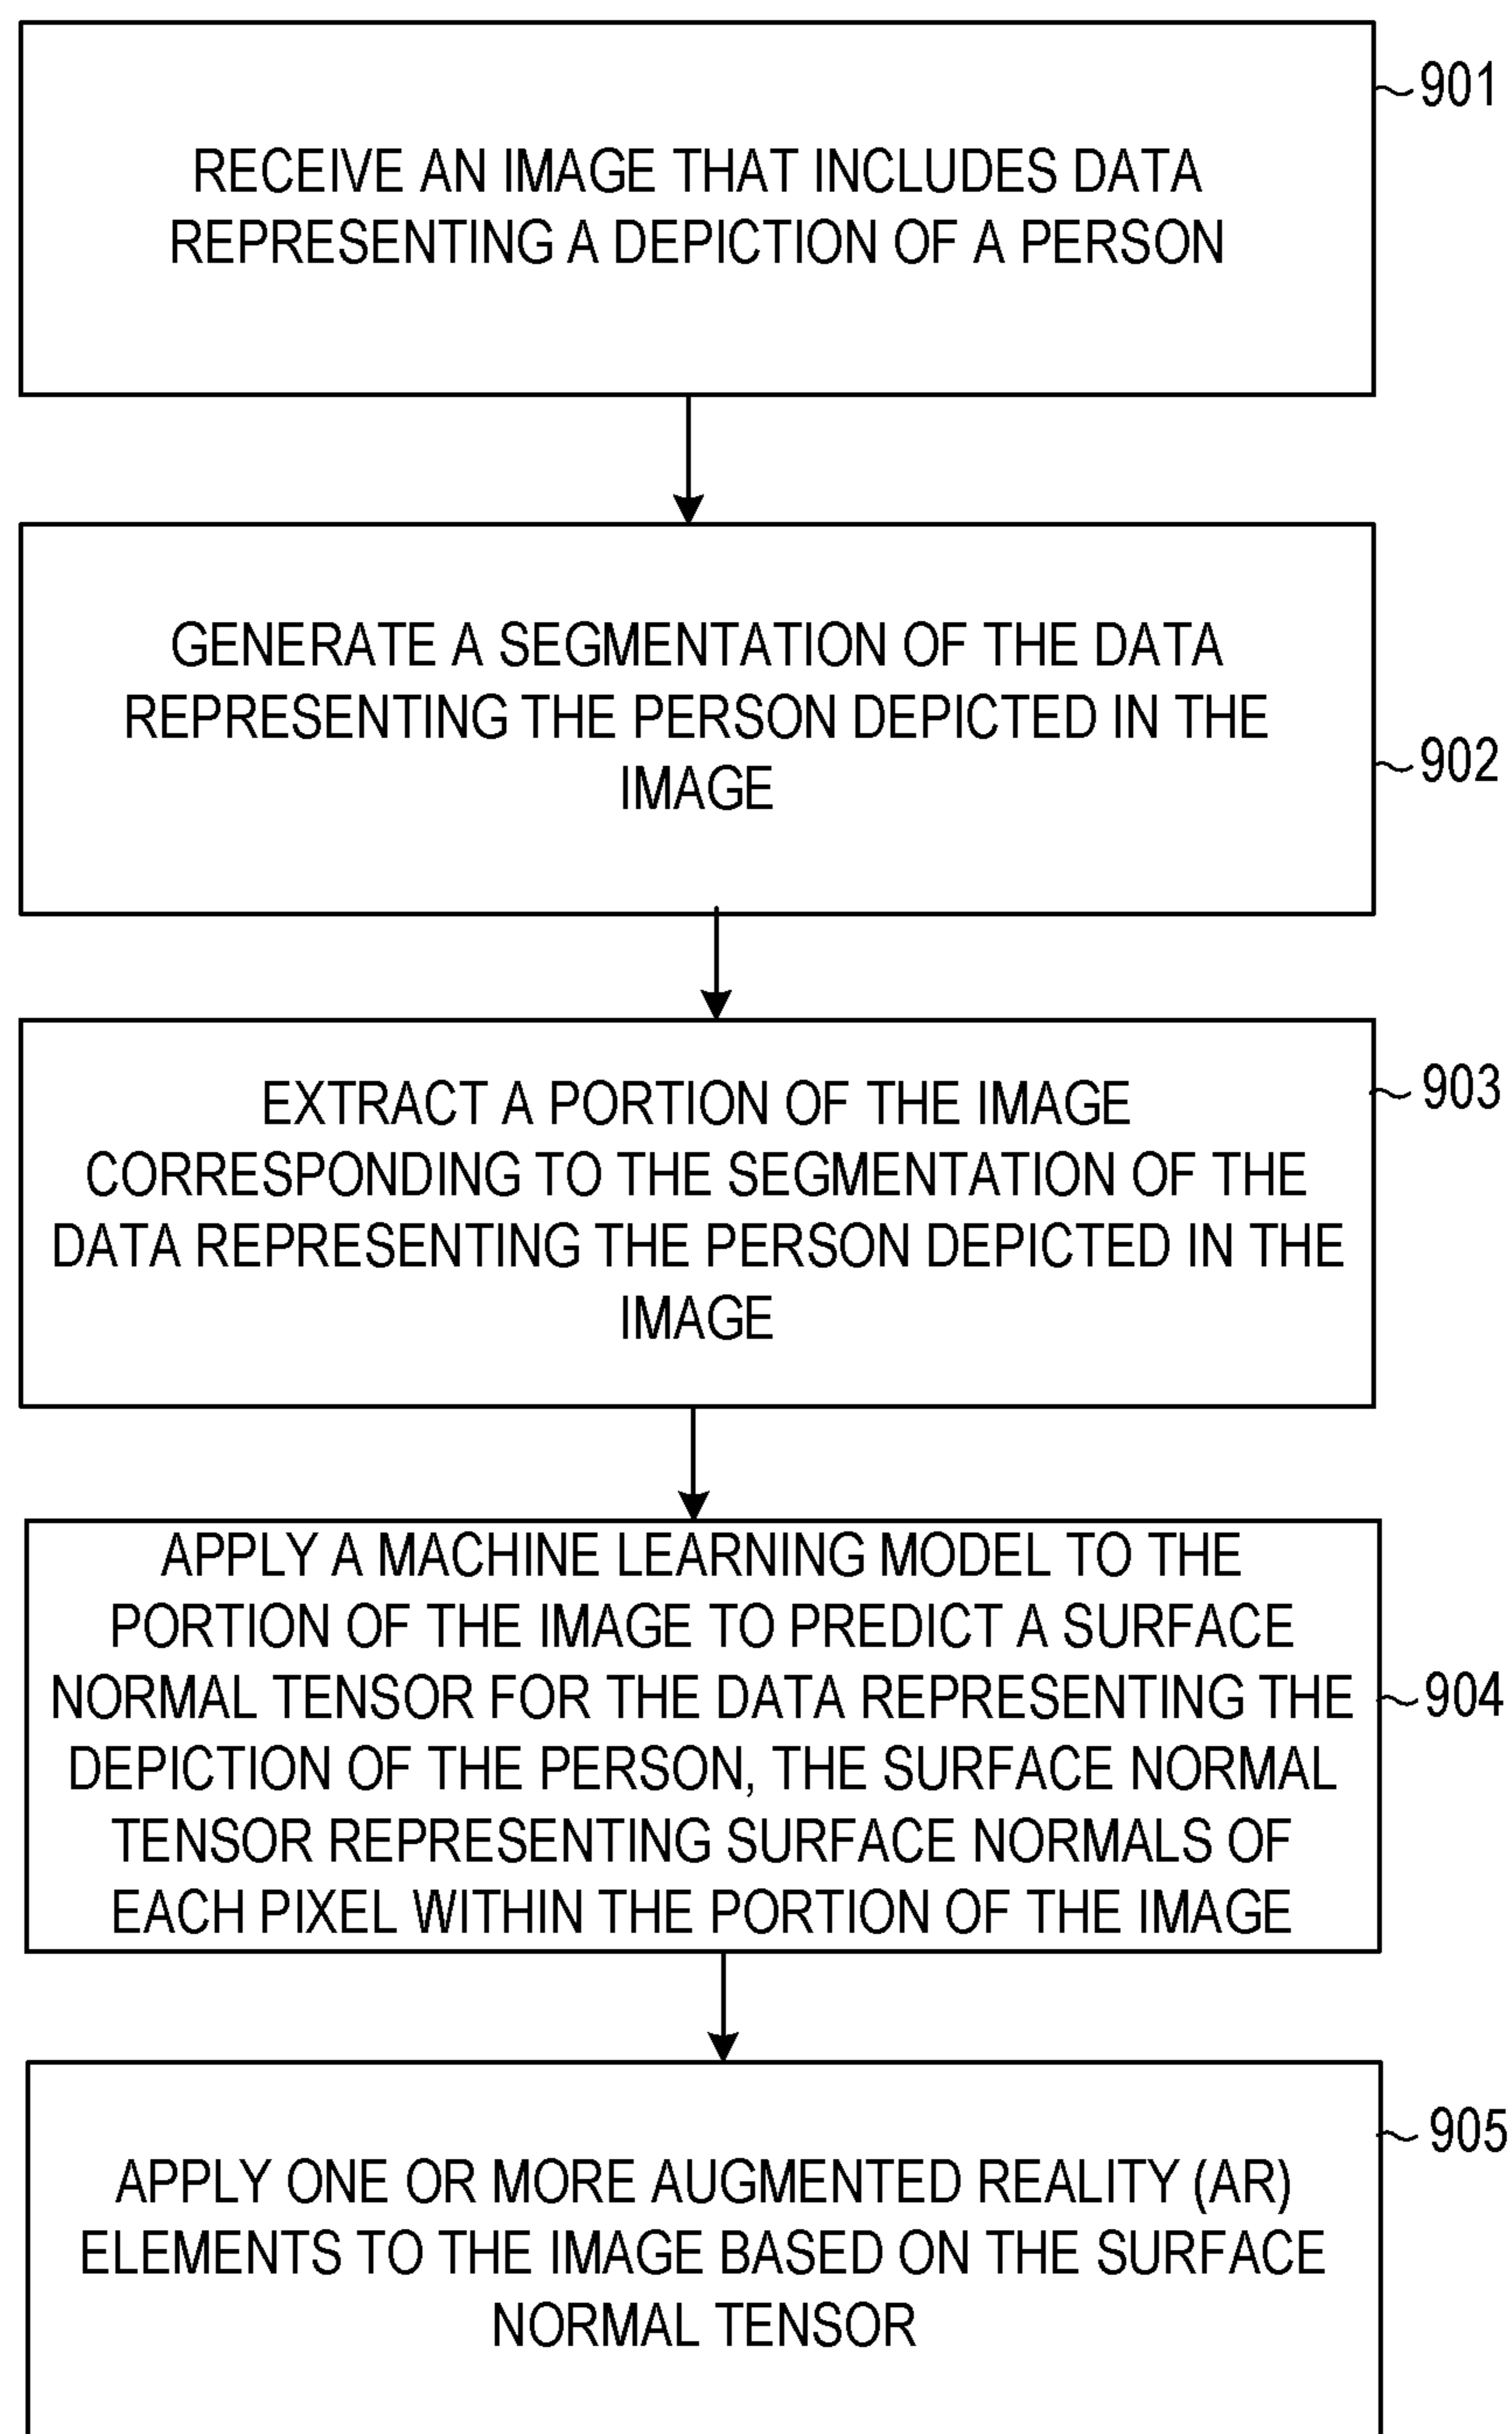 901
RECEIVE AN IMAGE THAT INCLUDES DATA
REPRESENTING A DEPICTION OF A PERSON
GENERATE A SEGMENTATION OF THE DATA
REPRESENTING THE PERSON DEPICTED IN THE
IMAGE
902
EXTRACT A PORTION OF THE IMAGE
CORRESPONDING TO THE SEGMENTATION OF THE
DATA REPRESENTING THE PERSON DEPICTED IN THE
IMAGE
903
APPLY A MACHINE LEARNING MODEL TO THE
PORTION OF THE IMAGE TO PREDICT A SURFACE
NORMAL TENSOR FOR THE DATA REPRESENTING THE
DEPICTION OF THE PERSON, THE SURFACE NORMAL
TENSOR REPRESENTING SURFACE NORMALS OF
EACH PIXEL WITHIN THE PORTION OF THE IMAGE
904
905
APPLY ONE OR MORE AUGMENTED REALITY (AR)
ELEMENTS TO THE IMAGE BASED ON THE SURFACE
NORMAL TENSOR